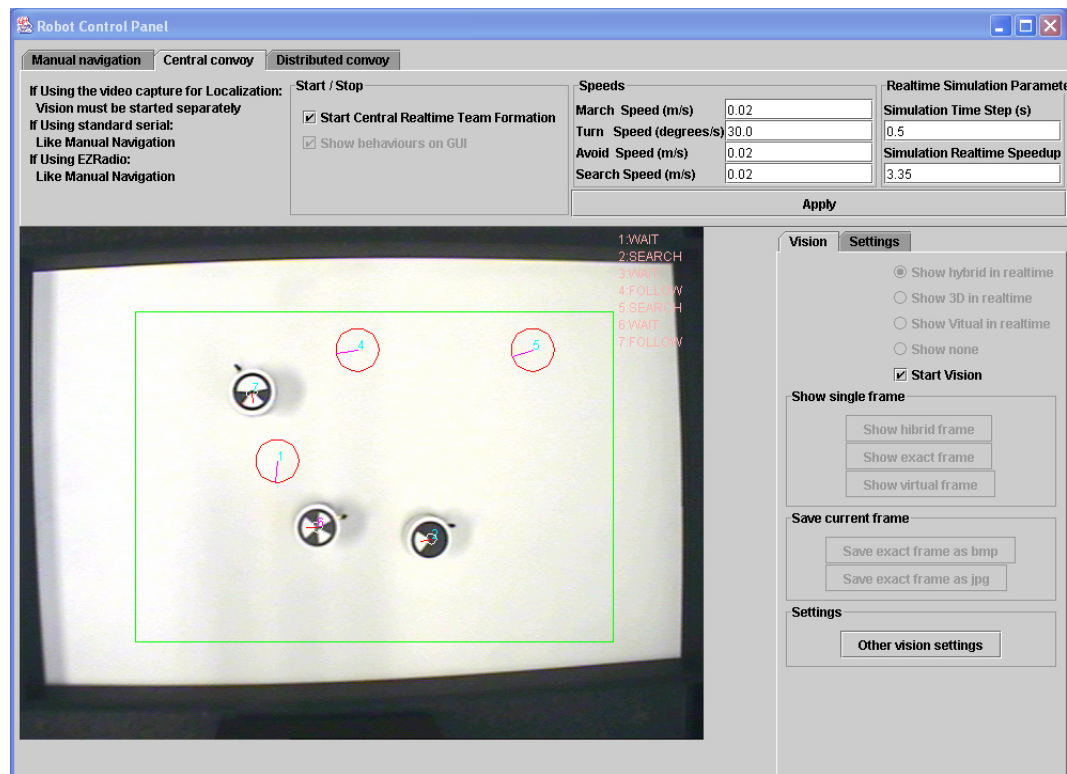 Robot Control Panel
Manual navigation Central convoy Distributed convoy
If Using the video capture for Localization:
Vision must be started separately
If Using standard serial:
Like Manual Navigation
If Using EZRadio:
Like Manual Navigation
Start / Stop
Start Central Realtime Team Formation
Show behaviours on GUI
Speeds
March Speed (m/s) 0.02
Turn Speed (degrees/s) 30.0
Avoid Speed (m/s) 0.02
Search Speed (m/s) 0.02
Realtime Simulation Paramete
Simulation Time Step (s)
0.5
Simulation Realtime Speedup
3.35
Apply
1:WAIT
2:SEARCH
3:WAIT
4:FOLLOW
5:SEARCH
6:WAIT
7:FOLLOW
4
5
7
1
6
Vision Settings
Show hybrid in realtime
Show 3D in realtime
Show Vitual in realtime
Show none
Start Vision
Show single frame
Show hibrid frame
Show exact frame
Show virtual frame
Save current frame
Save exact frame as bmp
Save exact frame as jpg
Settings
Other vision settings